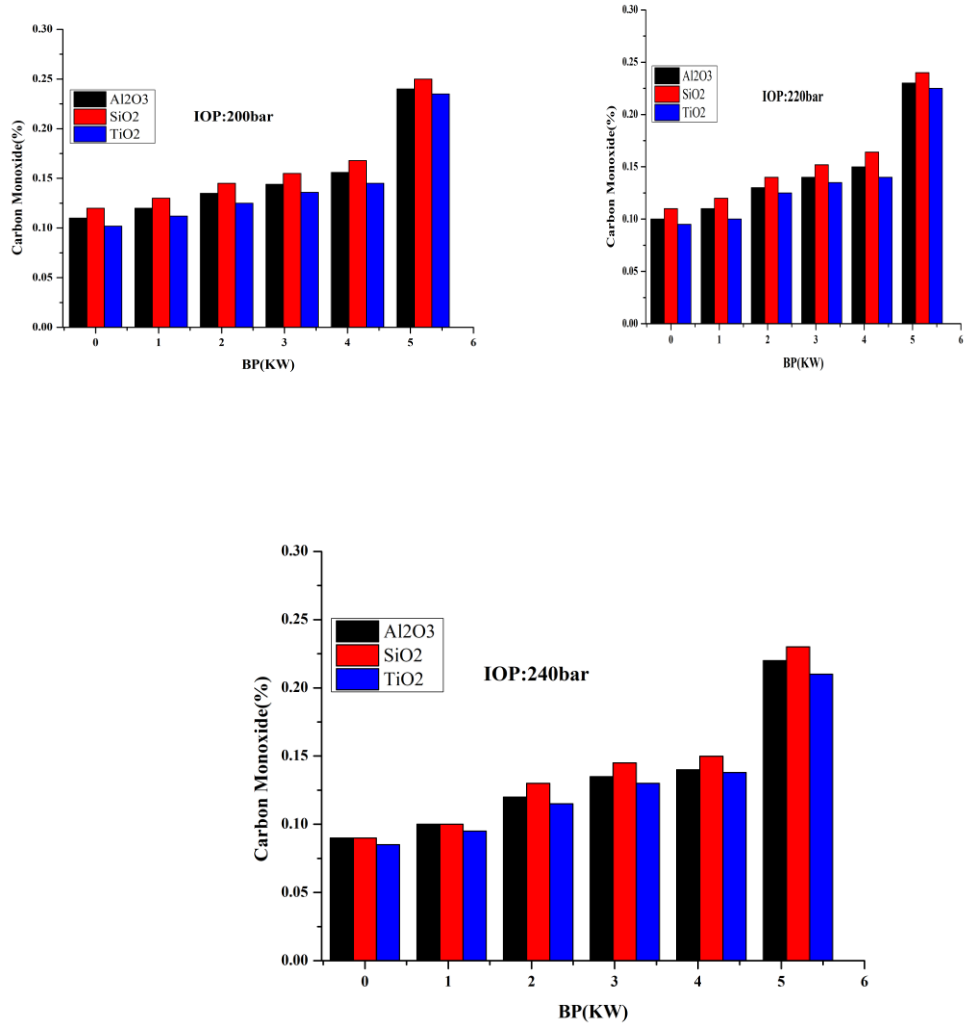 0.30
0.25
0.20
0.15
0.10
0.05
0.00
Carbon Monoxide(%)
Al2O3
SiO2
TiO2
IOP:200bar
0 1 2 3 4 5 6
BP(KW)
0.30
0.25
0.20
0.15
0.10
0.05
0.00
Carbon Monoxide(%)
Al2O3
SiO2
TiO2
IOP:220bar
0 1 2 3 4 5 6
BP(KW)
0.30
0.25
0.20
0.15
0.10
0.05
0.00
Carbon Monoxide(%)
Al2O3
SiO2
TiO2
IOP:240bar
0 1 2 3 4 5 6
BP(KW)